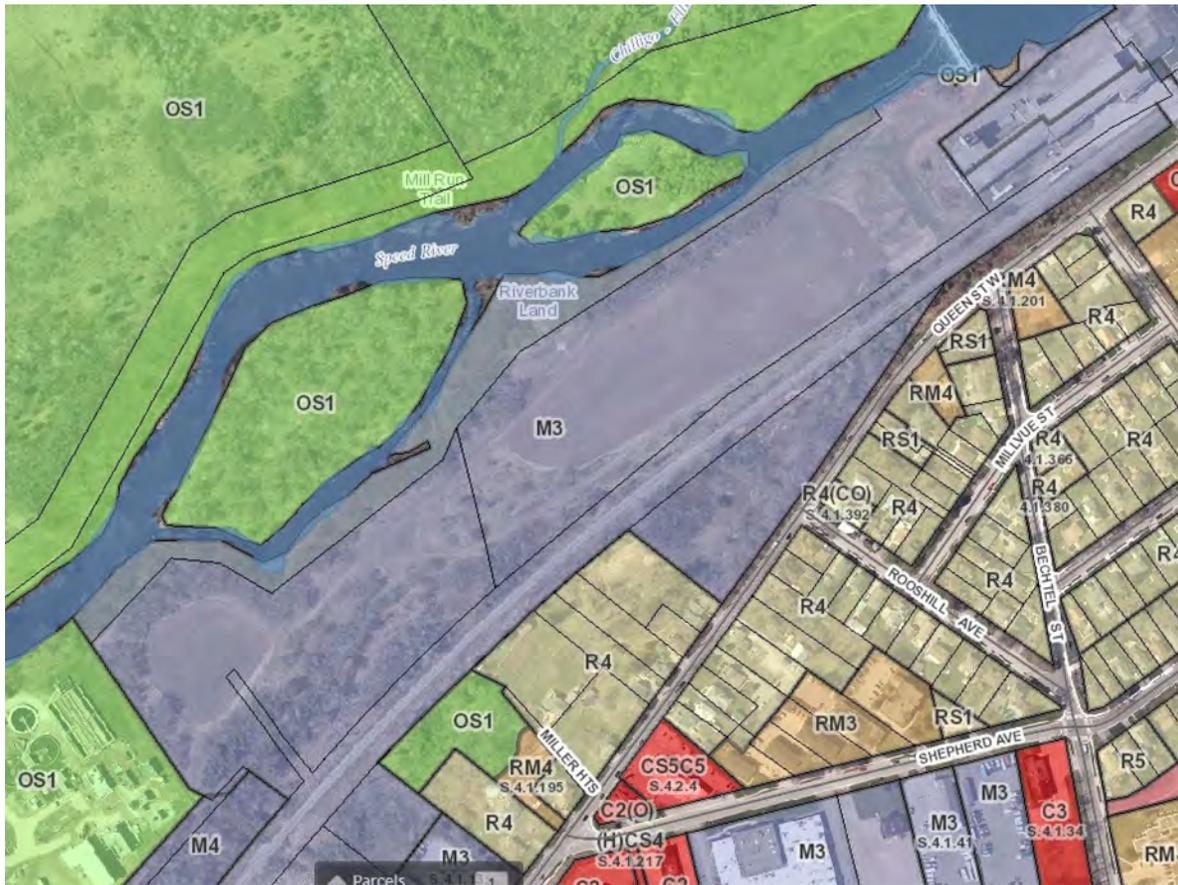 Chilligo - Ell
OS1
OS1
Mill Run
Trail
OS1
Speed River
Riverbank
Land
OS1
M3
R4
QUEEN ST W
M4
S.4.1.201
R4
RS1
RM4
RS1
MILLVUE ST
R4
4.1.366
R4
R4
4.1.380
R4(CO)
S.4.1.392
R4
BECHTEL ST
R4
R4
ROOSHILL AVE
R4
R4
OS1
MILLER HTS
RM3
RS1
SHEPHERD AVE
OS1
RM4
S.4.1.195
CS5C5
S.4.2.4
R5
R4
C2(O)
(H)CS4
S.4.1.217
M4
M3
M3
M3
S.4.1.41
M3
C3
S.4.1.34
RM
Parcels